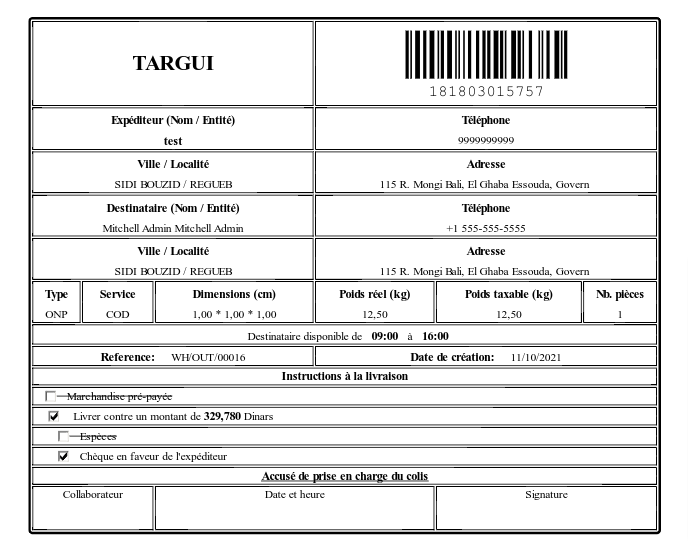 TARGUI
181803015757
Expéditeur (Nom / Entité) Téléphone
test 9999999999
Ville / Localité Adresse
SIDI BOUZID / REGUEB 115 R. Mongi Bali, El Ghaba Essouda, Govern
Destinataire (Nom / Entité) Téléphone
Mitchell Admin Mitchell Admin +1 555-555-5555
Ville / Localité Adresse
SIDI BOUZID / REGUEB 115 R. Mongi Bali, El Ghaba Essouda, Govern
Type Service Dimensions (cm) Poids réel (kg) Poids taxable (kg) Nb. pièces
ONP COD 1,00 * 1,00 * 1,00 12,50 12,50 1
Destinataire disponible de 09:00 à 16:00
Reference: WH/OUT/00016 Date de création: 11/10/2021
Instructions à la livraison
Marchandise pré-payée
Livrer contre un montant de 329,780 Dinars
Espèces
Chèque en faveur de l'expéditeur
Accusé de prise en charge du colis
Collaborateur Date et heure Signature